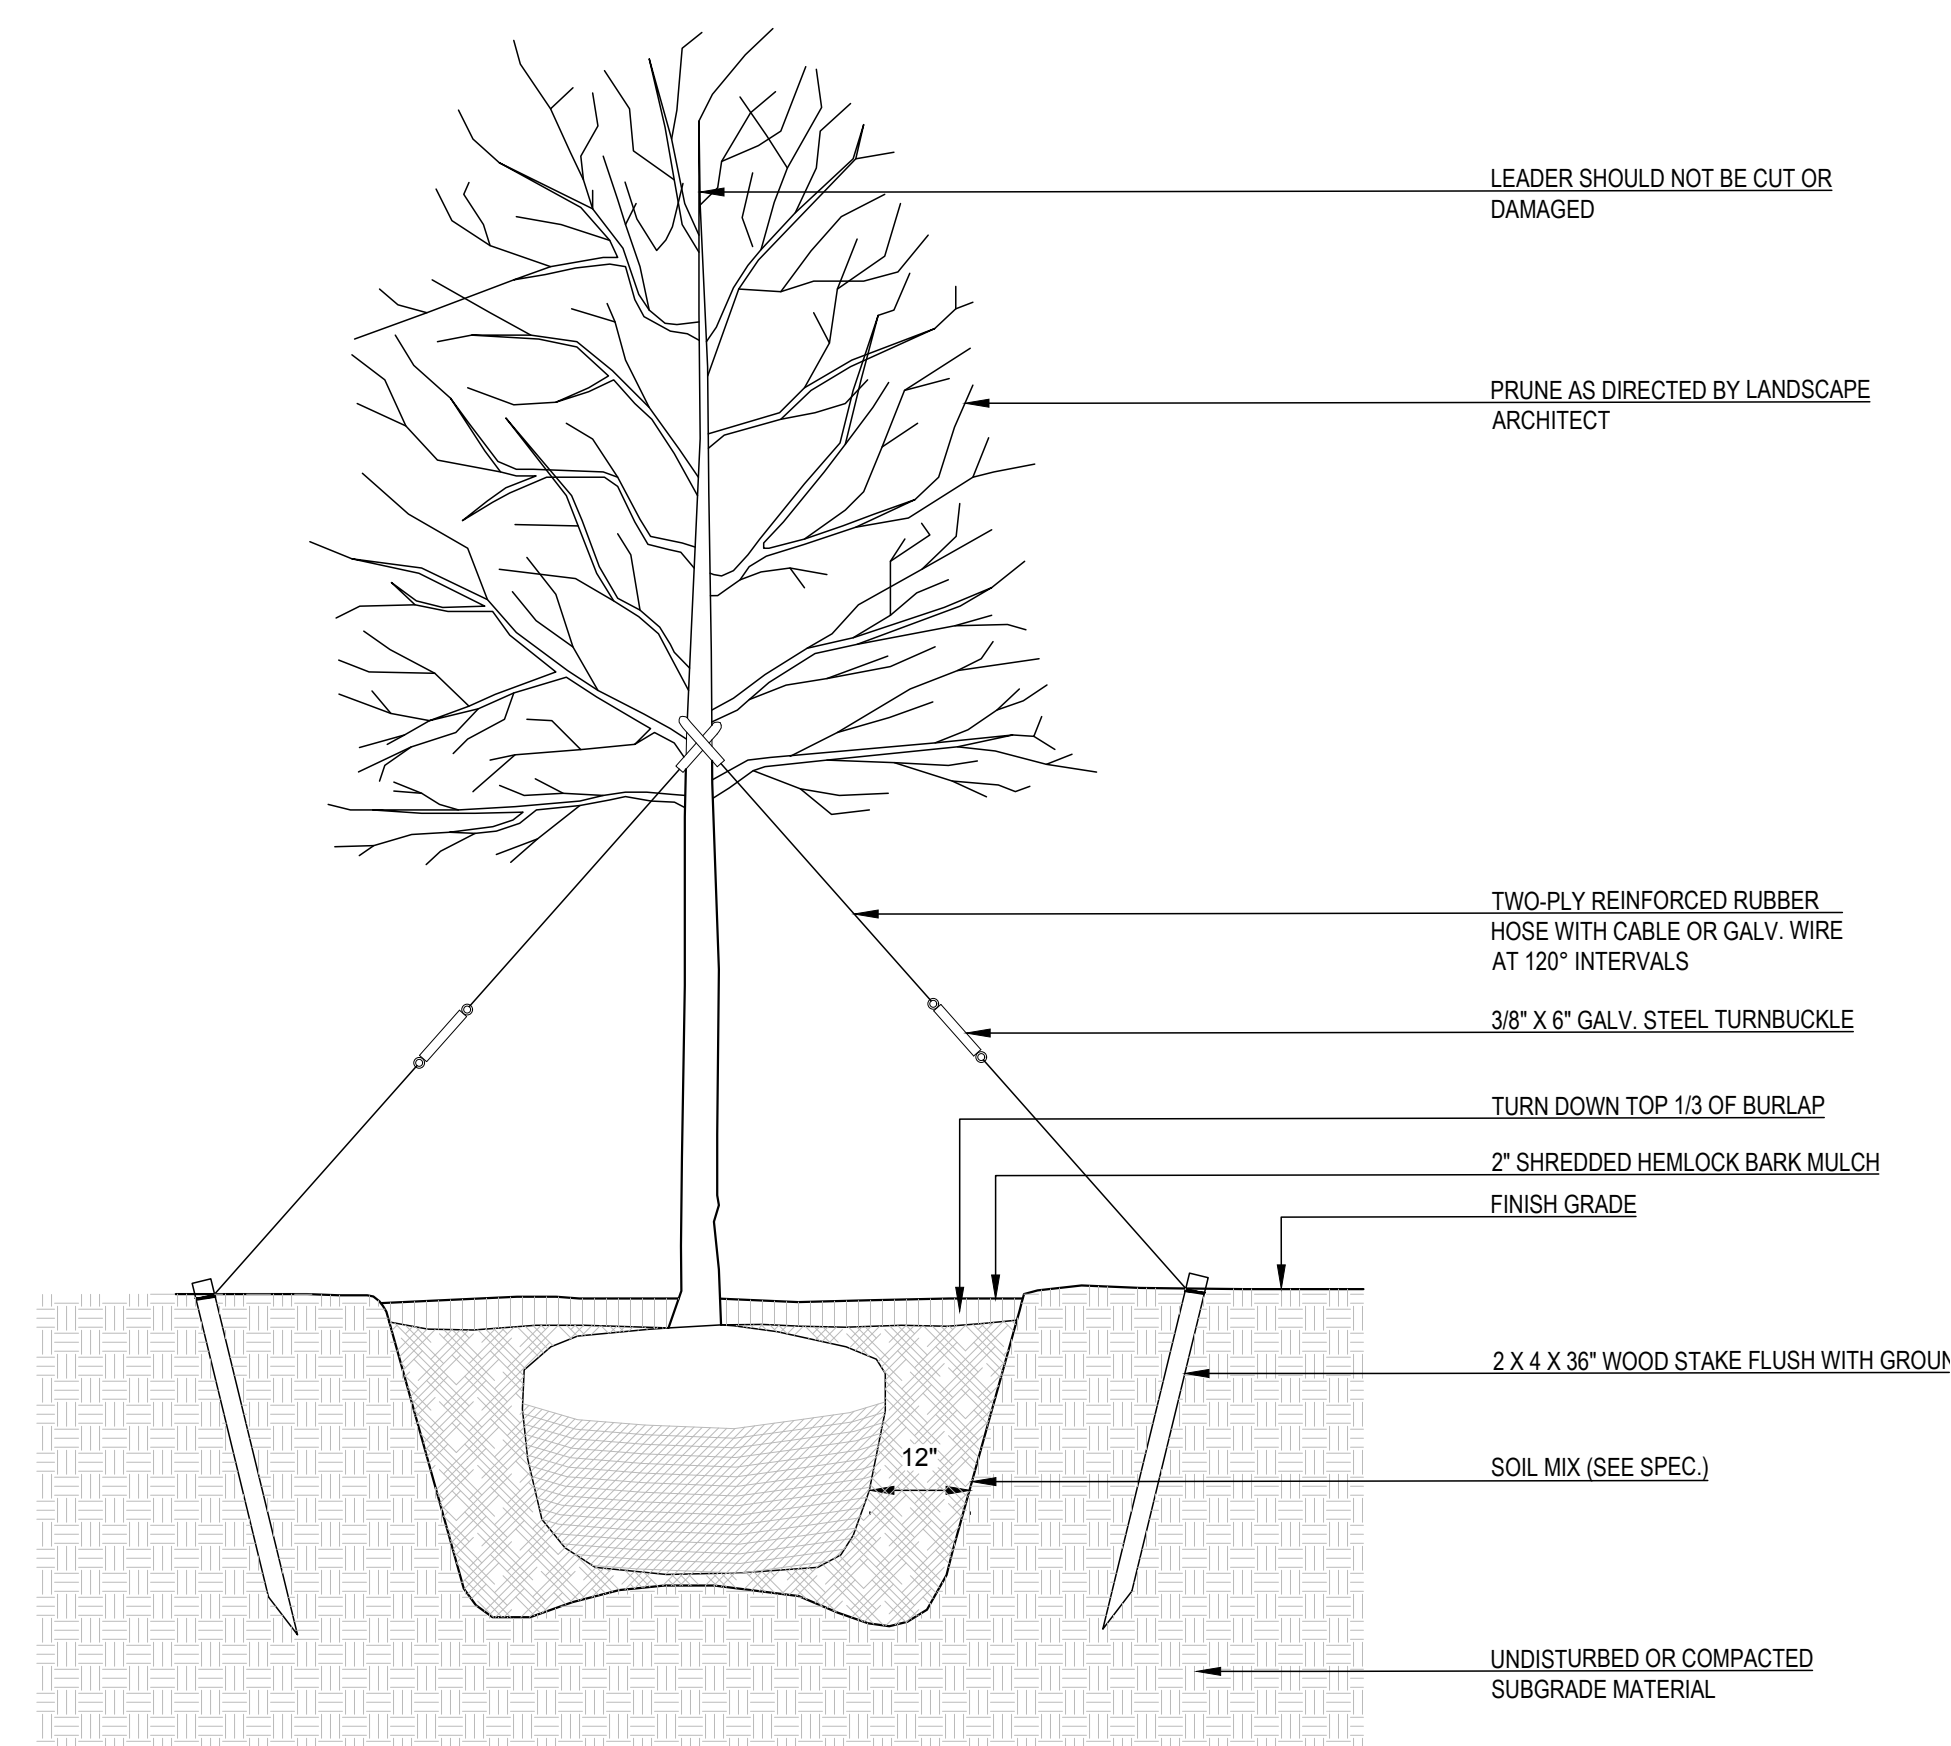 LEADER SHOULD NOT BE CUT OR
DAMAGED
PRUNE AS DIRECTED BY LANDSCAPE
ARCHITECT
TWO-PLY REINFORCED RUBBER
HOSE WITH CABLE OR GALV. WIRE
AT 120° INTERVALS
3/8" X 6" GALV. STEEL TURNBUCKLE
TURN DOWN TOP 1/3 OF BURLAP
2" SHREDDED HEMLOCK BARK MULCH
FINISH GRADE
2 X 4 X 36" WOOD STAKE FLUSH WITH GROUN
12"
SOIL MIX (SEE SPEC.)
UNDISTURBED OR COMPACTED
SUBGRADE MATERIAL